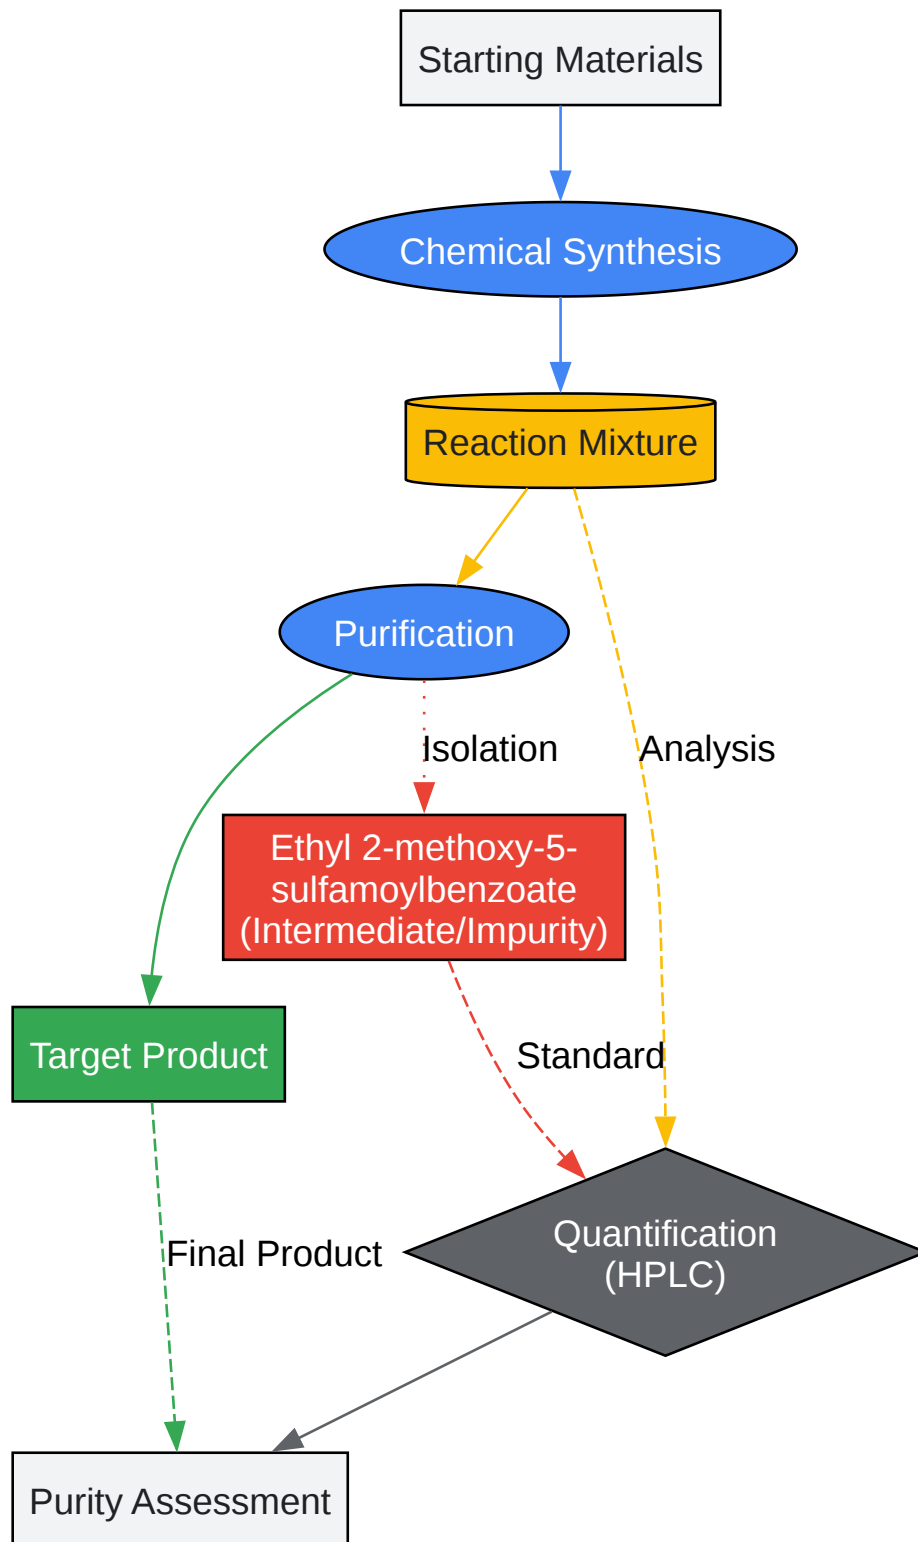 Starting Materials
Chemical Synthesis
Reaction Mixture
Purification
Isolation
Analysis
Ethyl 2-methoxy-5-
sulfamoylbenzoate
(Intermediate/Impurity)
Target Product
Standard
Final Product
Quantification
(HPLC)
Purity Assessment